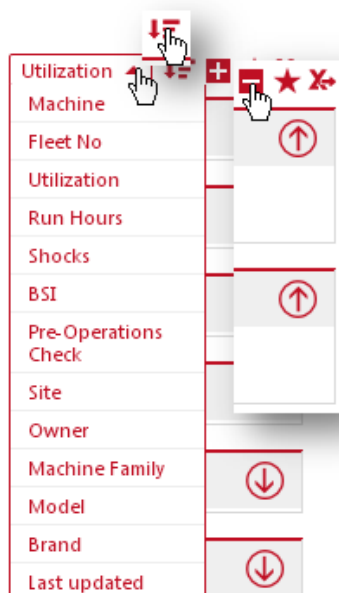 Utilization
Machine
Fleet No
Utilization
Run Hours
Shocks
BSI
Pre-Operations
Check
Site
Owner
Machine Family
Model
Brand
Last updated